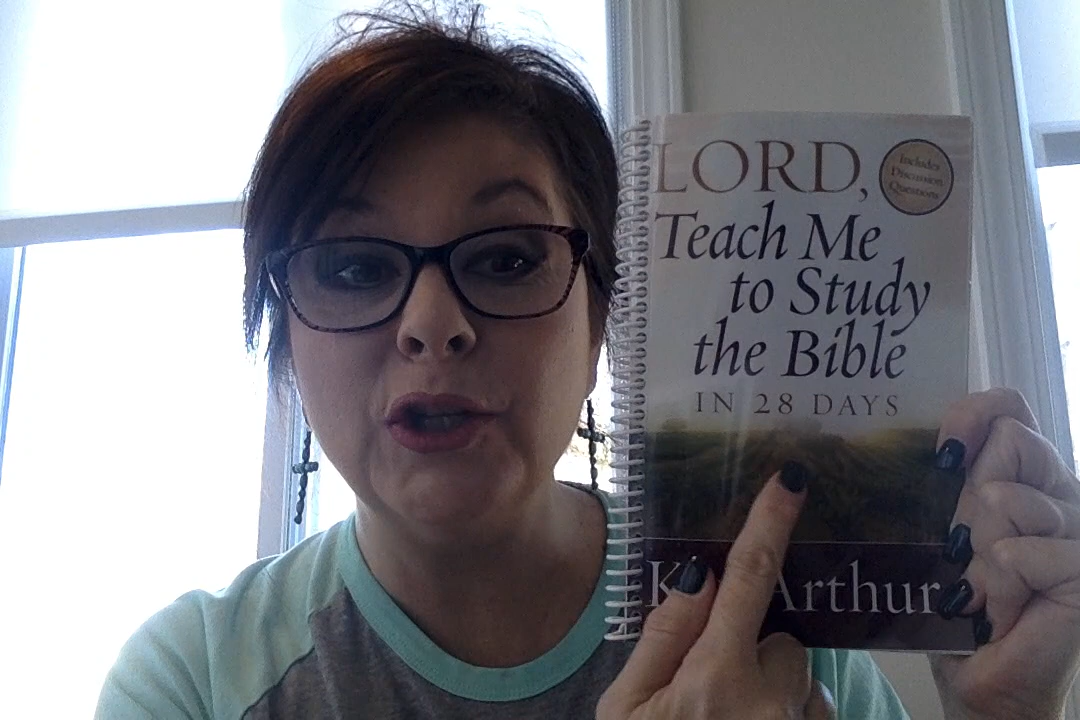 LORD,
Includes
Discussion
Questions
Teach Me
to Study
the Bible
IN 28 DAYS
K Arthur